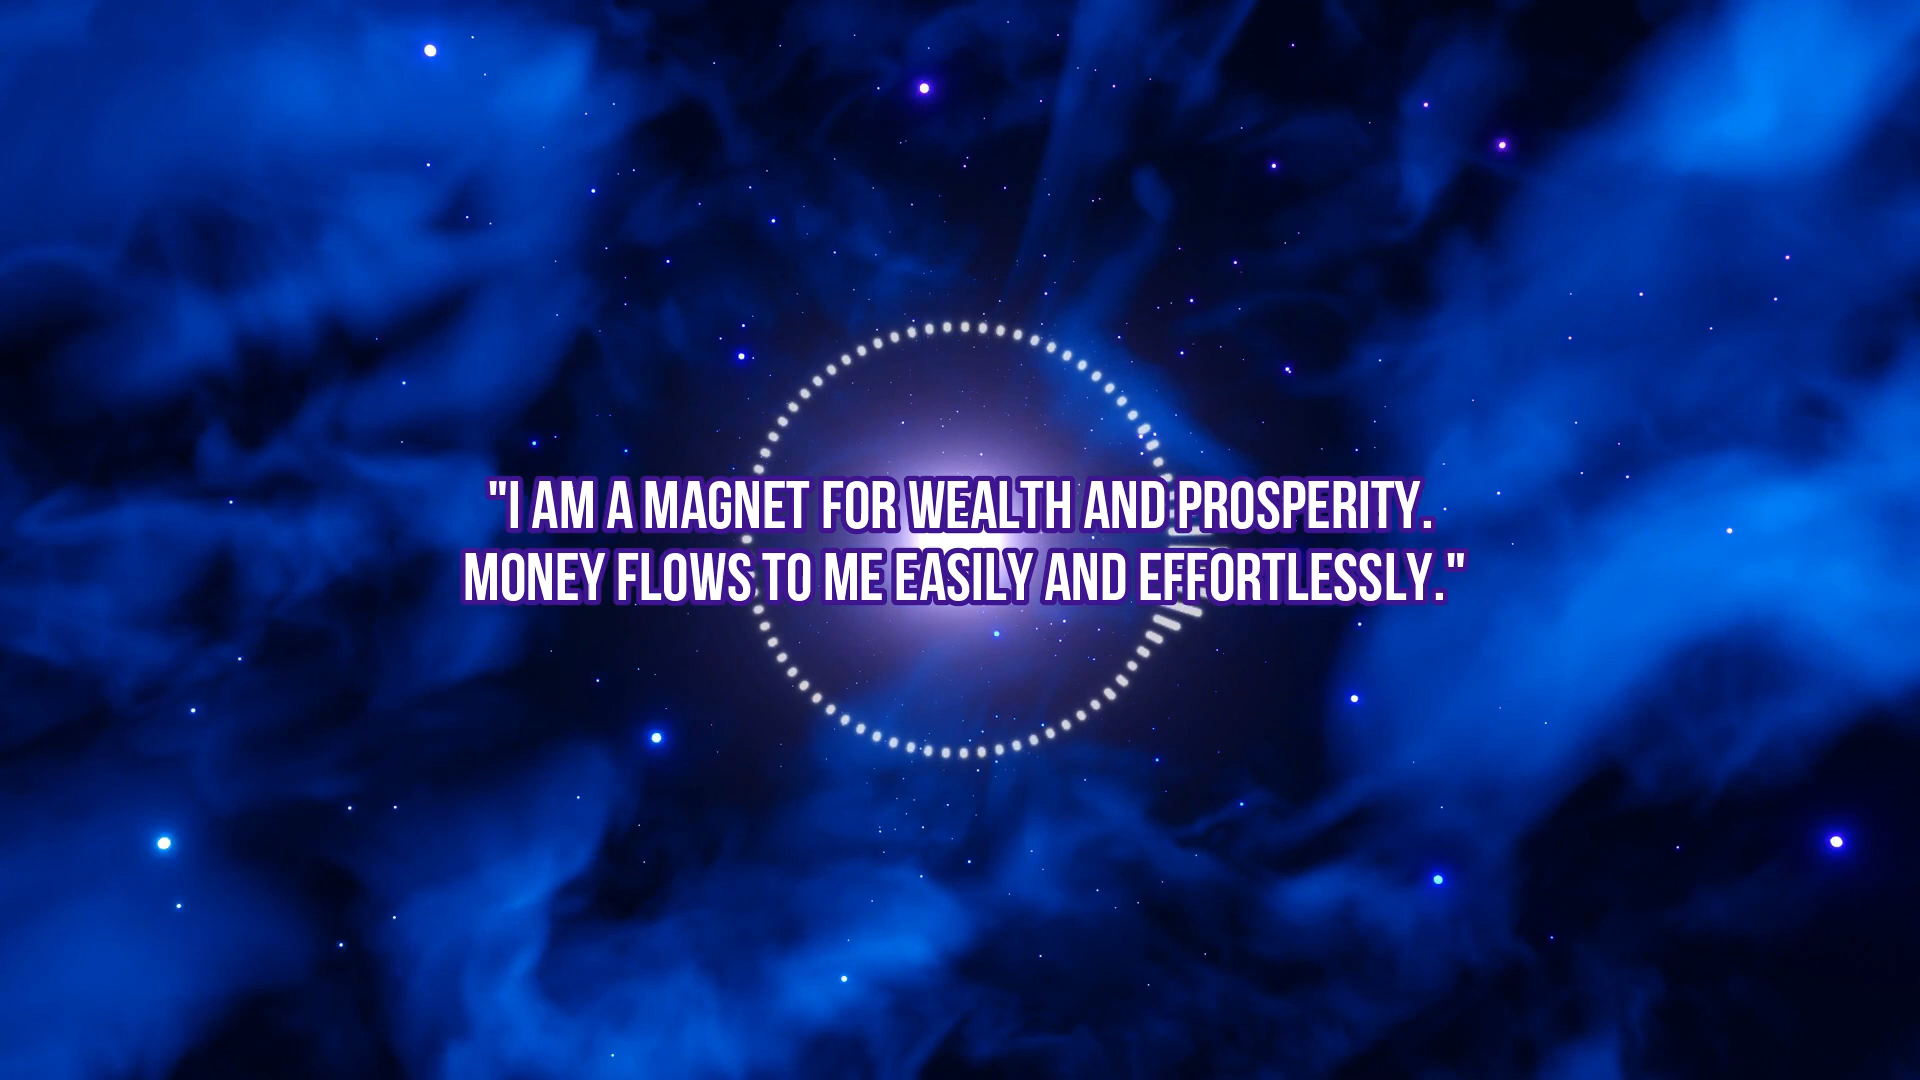 "I AM A MAGNET FOR WEALTH AND PROSPERITY.
MONEY FLOWS TO ME EASILY AND EFFORTLESSLY."